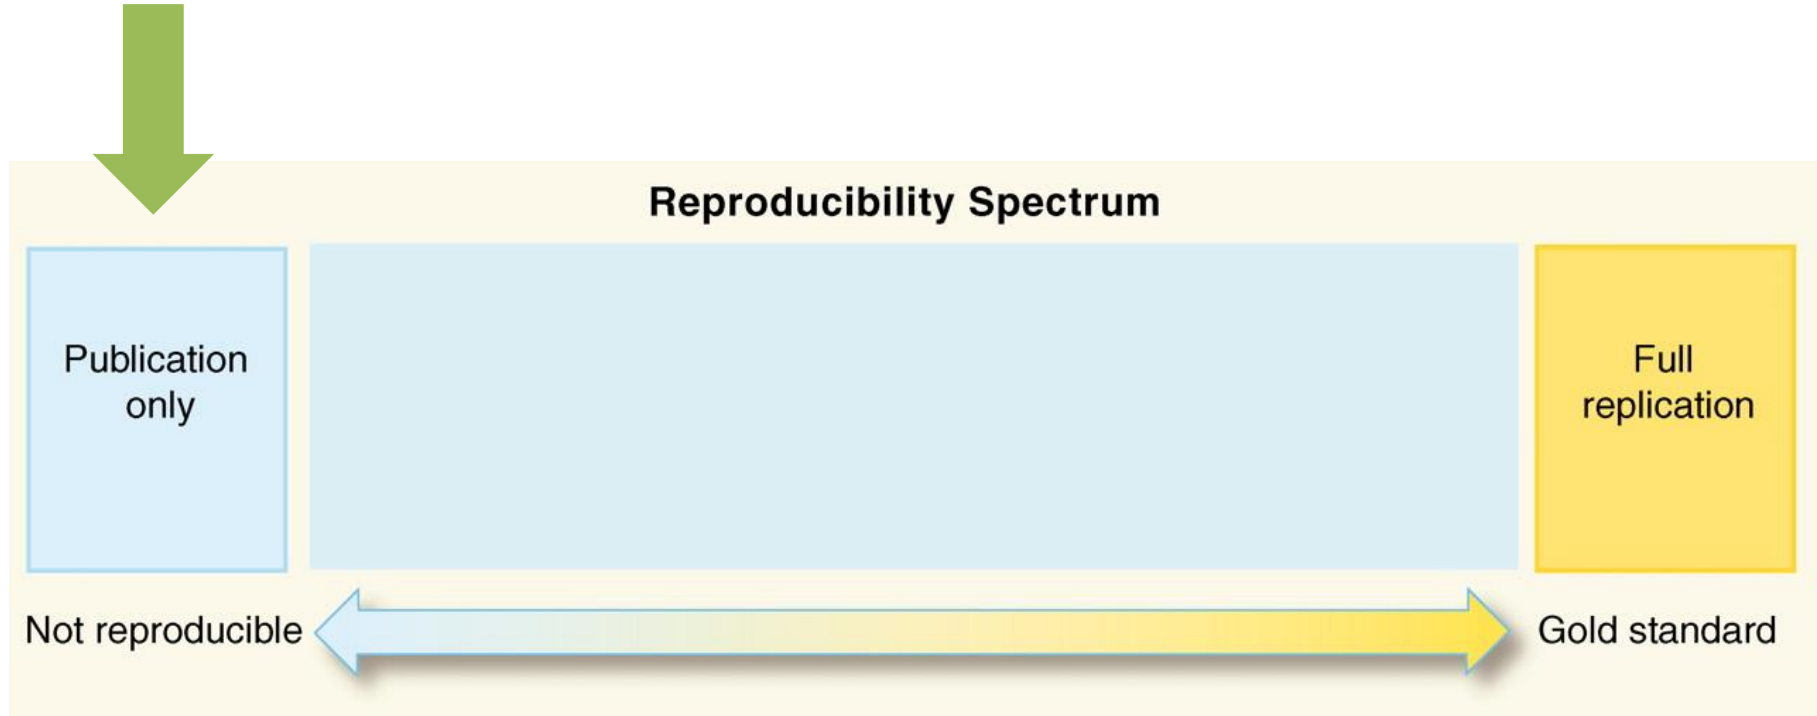 Reproducibility Spectrum
Publication
only
Full
replication
Not reproducible
Gold standard